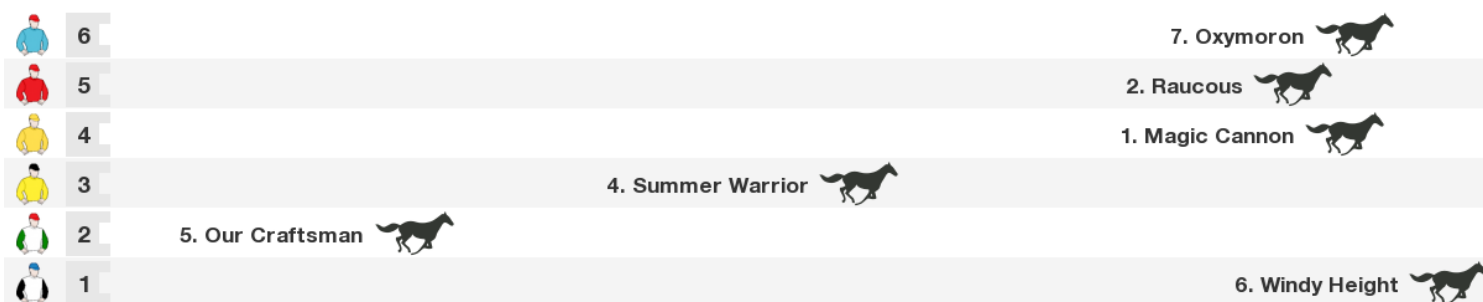 6 7. Oxymoron
5 2. Raucous
4 1. Magic Cannon
3 4. Summer Warrior
2 5. Our Craftsman
1 6. Windy Height